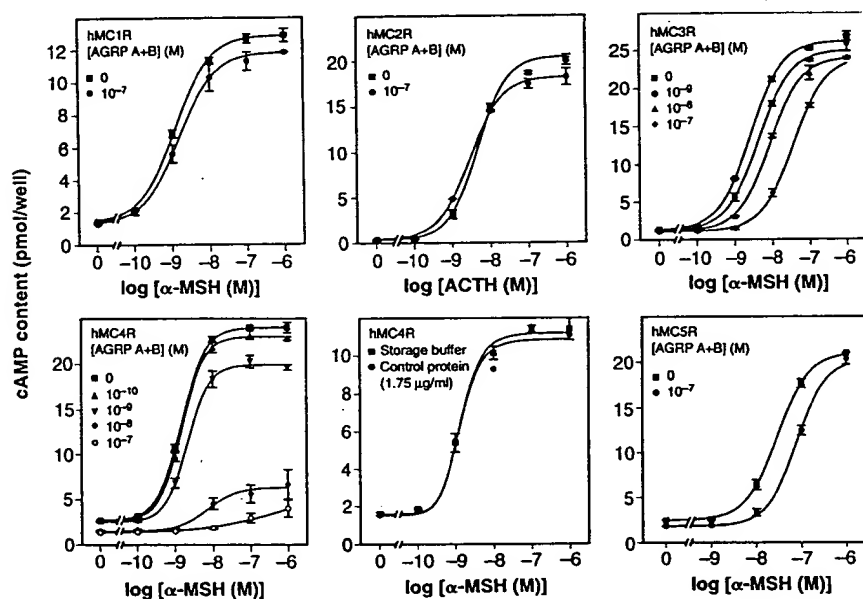 cAMP content (pmol/well)
hMC1R
[AGRP A+B] (M)
0
10⁻⁷
12
10
8
6
4
2
0
0 −10 −9 −8 −7 −6
log [α-MSH (M)]
hMC2R
[AGRP A+B] (M)
0
10⁻⁷
20
15
10
5
0
0 −10 −9 −8 −7 −6
log [ACTH (M)]
hMC3R
[AGRP A+B] (M)
0
10⁻⁹
10⁻⁸
10⁻⁷
25
20
15
10
5
0
0 −10 −9 −8 −7 −6
log [α-MSH (M)]
hMC4R
[AGRP A+B] (M)
0
10⁻¹⁰
10⁻⁹
10⁻⁸
10⁻⁷
20
15
10
5
0
0 −10 −9 −8 −7 −6
log [α-MSH (M)]
hMC4R
Storage buffer
Control protein
(1.75 µg/ml)
10
8
6
4
2
0
0 −10 −9 −8 −7 −6
log [α-MSH (M)]
hMC5R
[AGRP A+B] (M)
0
10⁻⁷
20
15
10
5
0
0 −9 −8 −7 −6
log [α-MSH (M)]